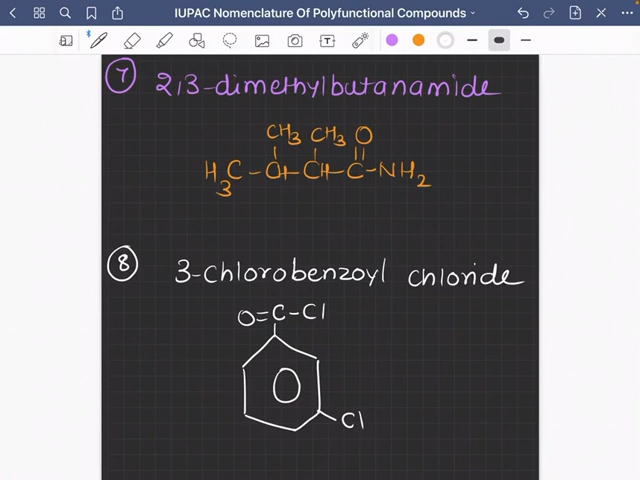 IUPAC Nomenclature Of Polyfunctional Compounds
7 2,3-dimethylbutanamide
CH3 CH3 O
H3C-CH-CH-C-NH2
8 3-chlorobenzoyl chloride
O=C-Cl
Cl